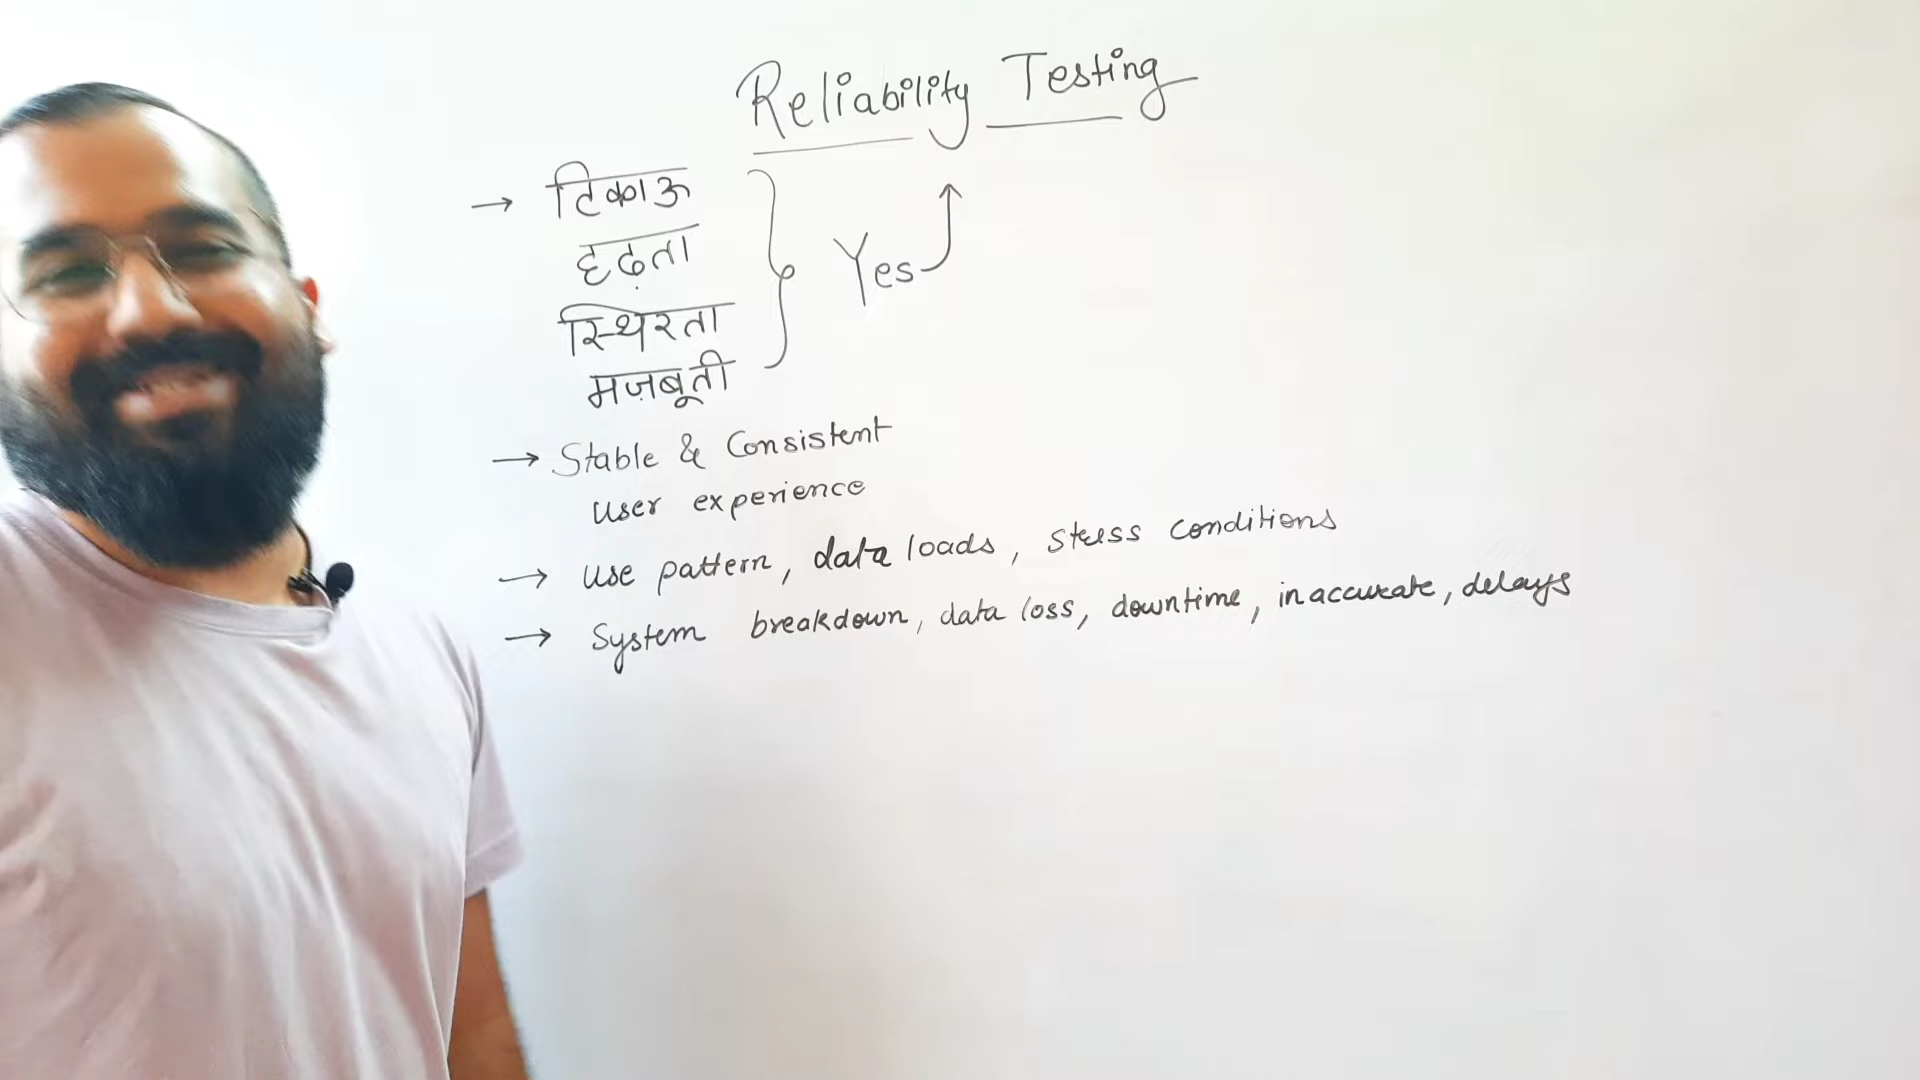 Reliability Testing
→ टिकाऊ
दृढ़ता
स्थिरता
मज़बूती
Yes
→ Stable & Consistent
user experience
→ use pattern, data loads, stress conditions
→ System breakdown, data loss, downtime, inaccurate, delays